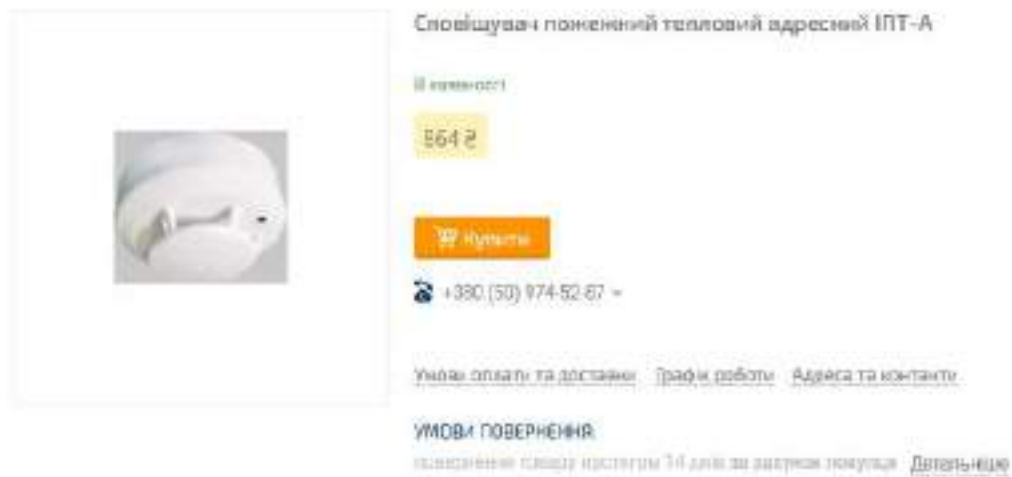 Сповіщувач пожежний тепловий адресний ІПТ-А
В наявності
864 ₴
Купити
+380 (50) 974-52-67
Умови оплати та доставки Графік роботи Адреса та контакти
УМОВИ ПОВЕРНЕННЯ:
повернення товару протягом 14 днів за рахунок покупця Детальніше